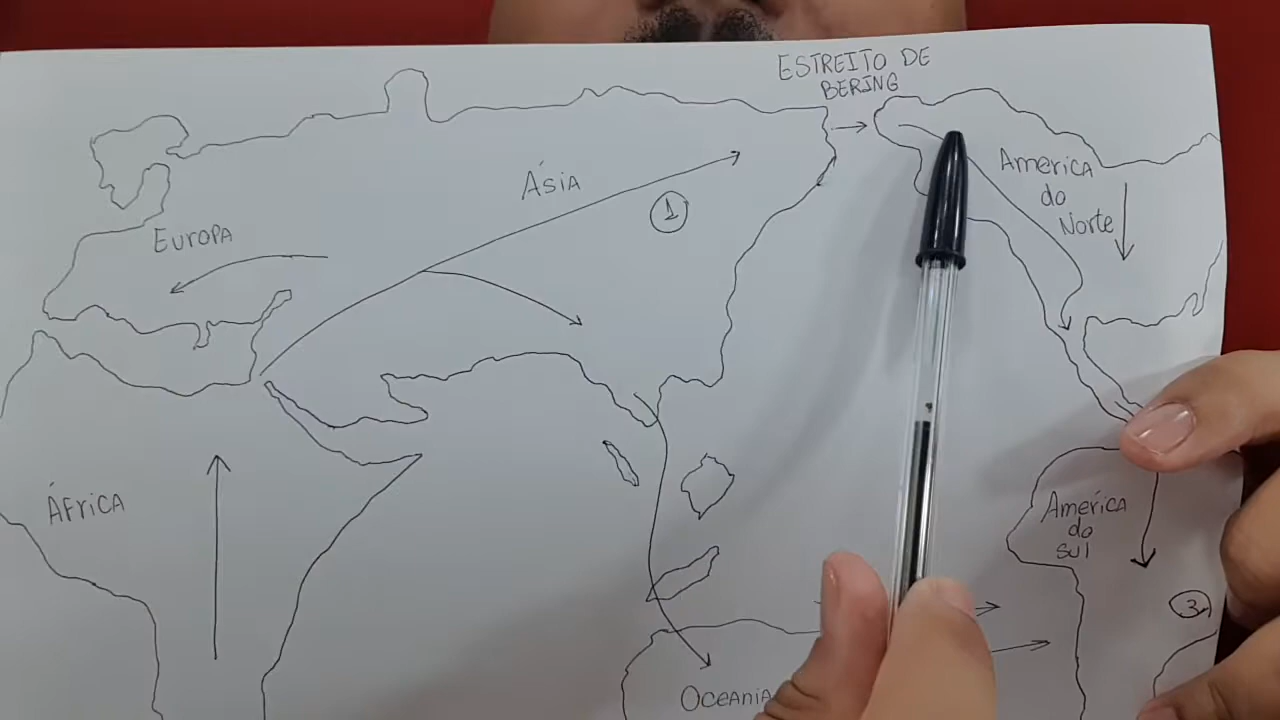 ESTREITO DE
BERING
Ásia
1
América
do
Norte
EUROPA
ÁFRICA
América
do
sul
3
OCEANIA